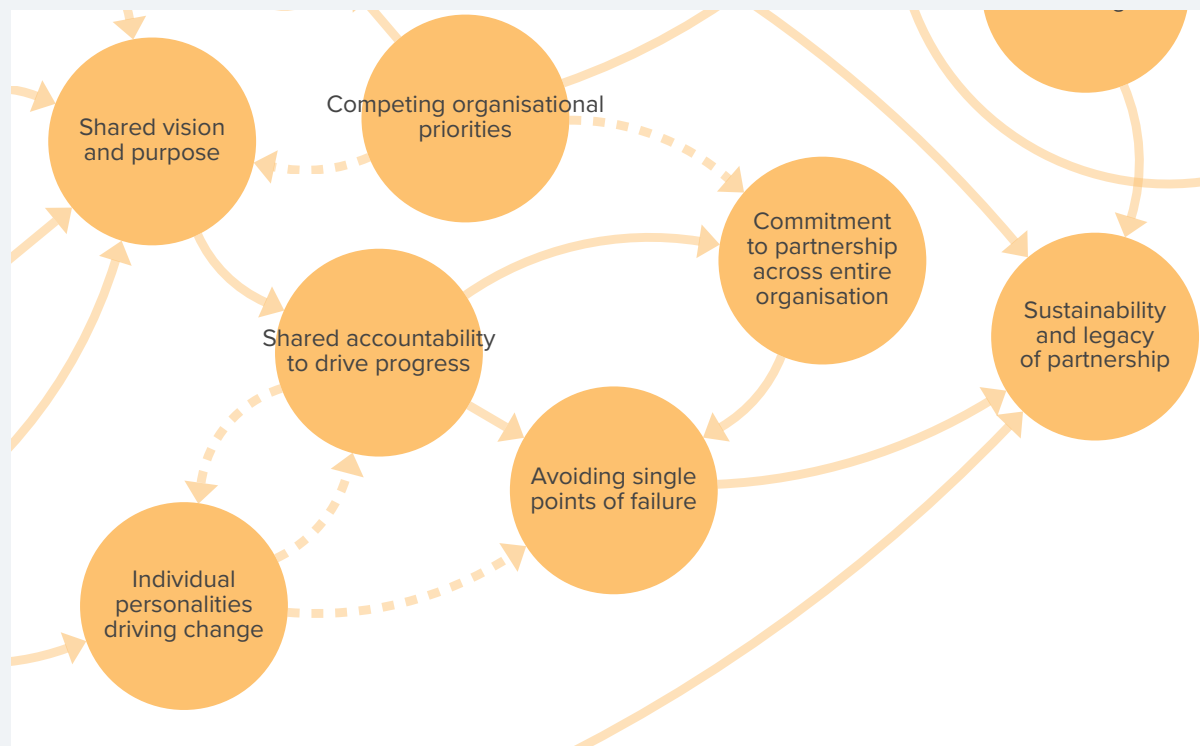 Competing organisational
priorities
Shared vision
and purpose
Commitment
to partnership
across entire
organisation
Sustainability
and legacy
of partnership
Shared accountability
to drive progress
Avoiding single
points of failure
Individual
personalities
driving change